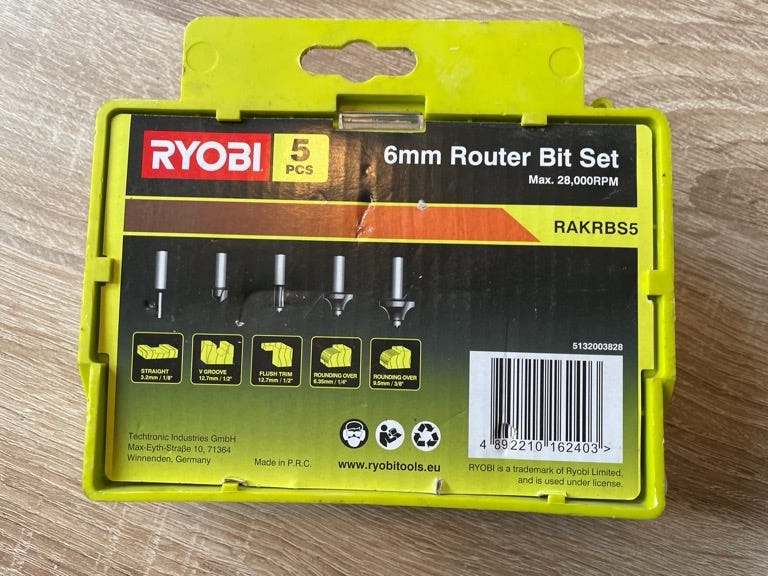 RYOBI
5
PCS
6mm Router Bit Set
Max. 28,000RPM
RAKRBS5
5132003828
STRAIGHT
3.2mm / 1/8"
V GROOVE
12.7mm / 1/2"
FLUSH TRIM
12.7mm / 1/2"
ROUNDING OVER
6.35mm / 1/4"
ROUNDING OVER
9.5mm / 3/8"
Techtronic Industries GmbH
Max-Eyth-Straße 10, 71364
Winnenden, Germany
Made in P.R.C.
www.ryobitools.eu
4 892210 162403 >
RYOBI is a trademark of Ryobi Limited,
and is used under license.